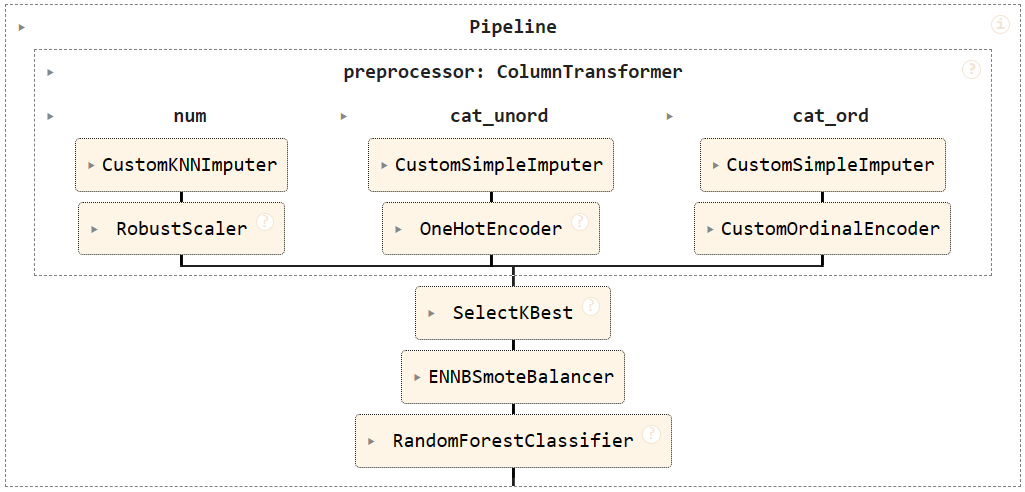 Pipeline
i
preprocessor: ColumnTransformer
?
num cat_unord cat_ord
CustomKNNImputer CustomSimpleImputer CustomSimpleImputer
RobustScaler ? OneHotEncoder ? CustomOrdinalEncoder
SelectKBest ?
ENNBSmoteBalancer
RandomForestClassifier ?